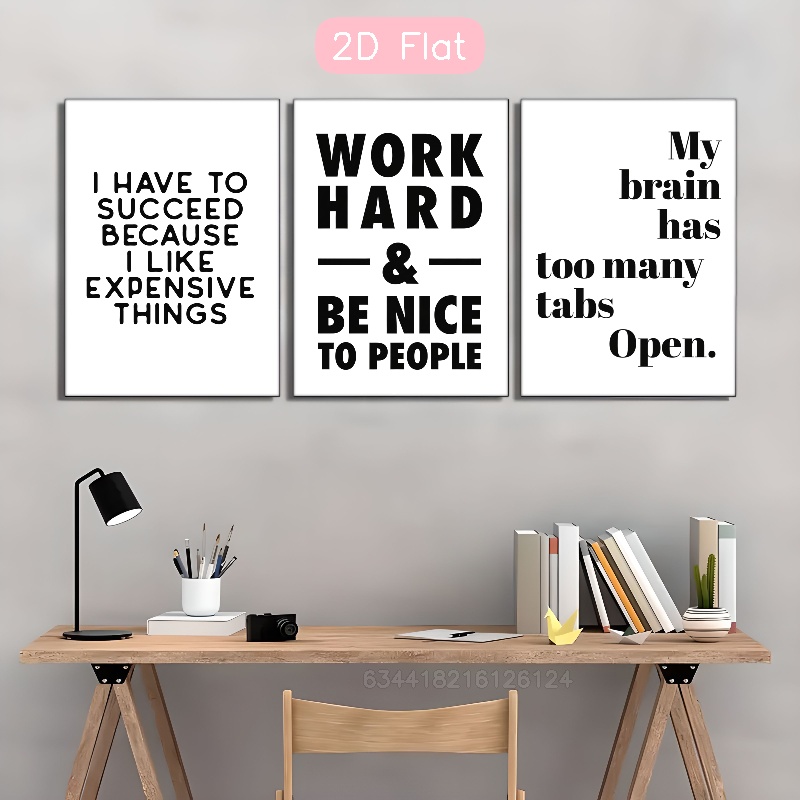 2D Flat
I HAVE TO
SUCCEED
BECAUSE
I LIKE
EXPENSIVE
THINGS
WORK
HARD
&
BE NICE
TO PEOPLE
My
brain
has
too many
tabs
Open.
634418216126124